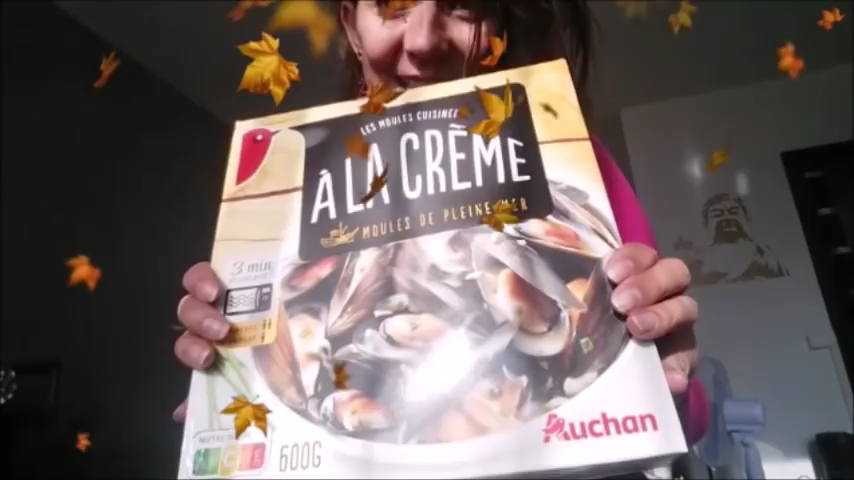 LES MOULES CUISINÉES
À LA CRÈME
MOULES DE PLEINE MER
3 min
600G
Auchan